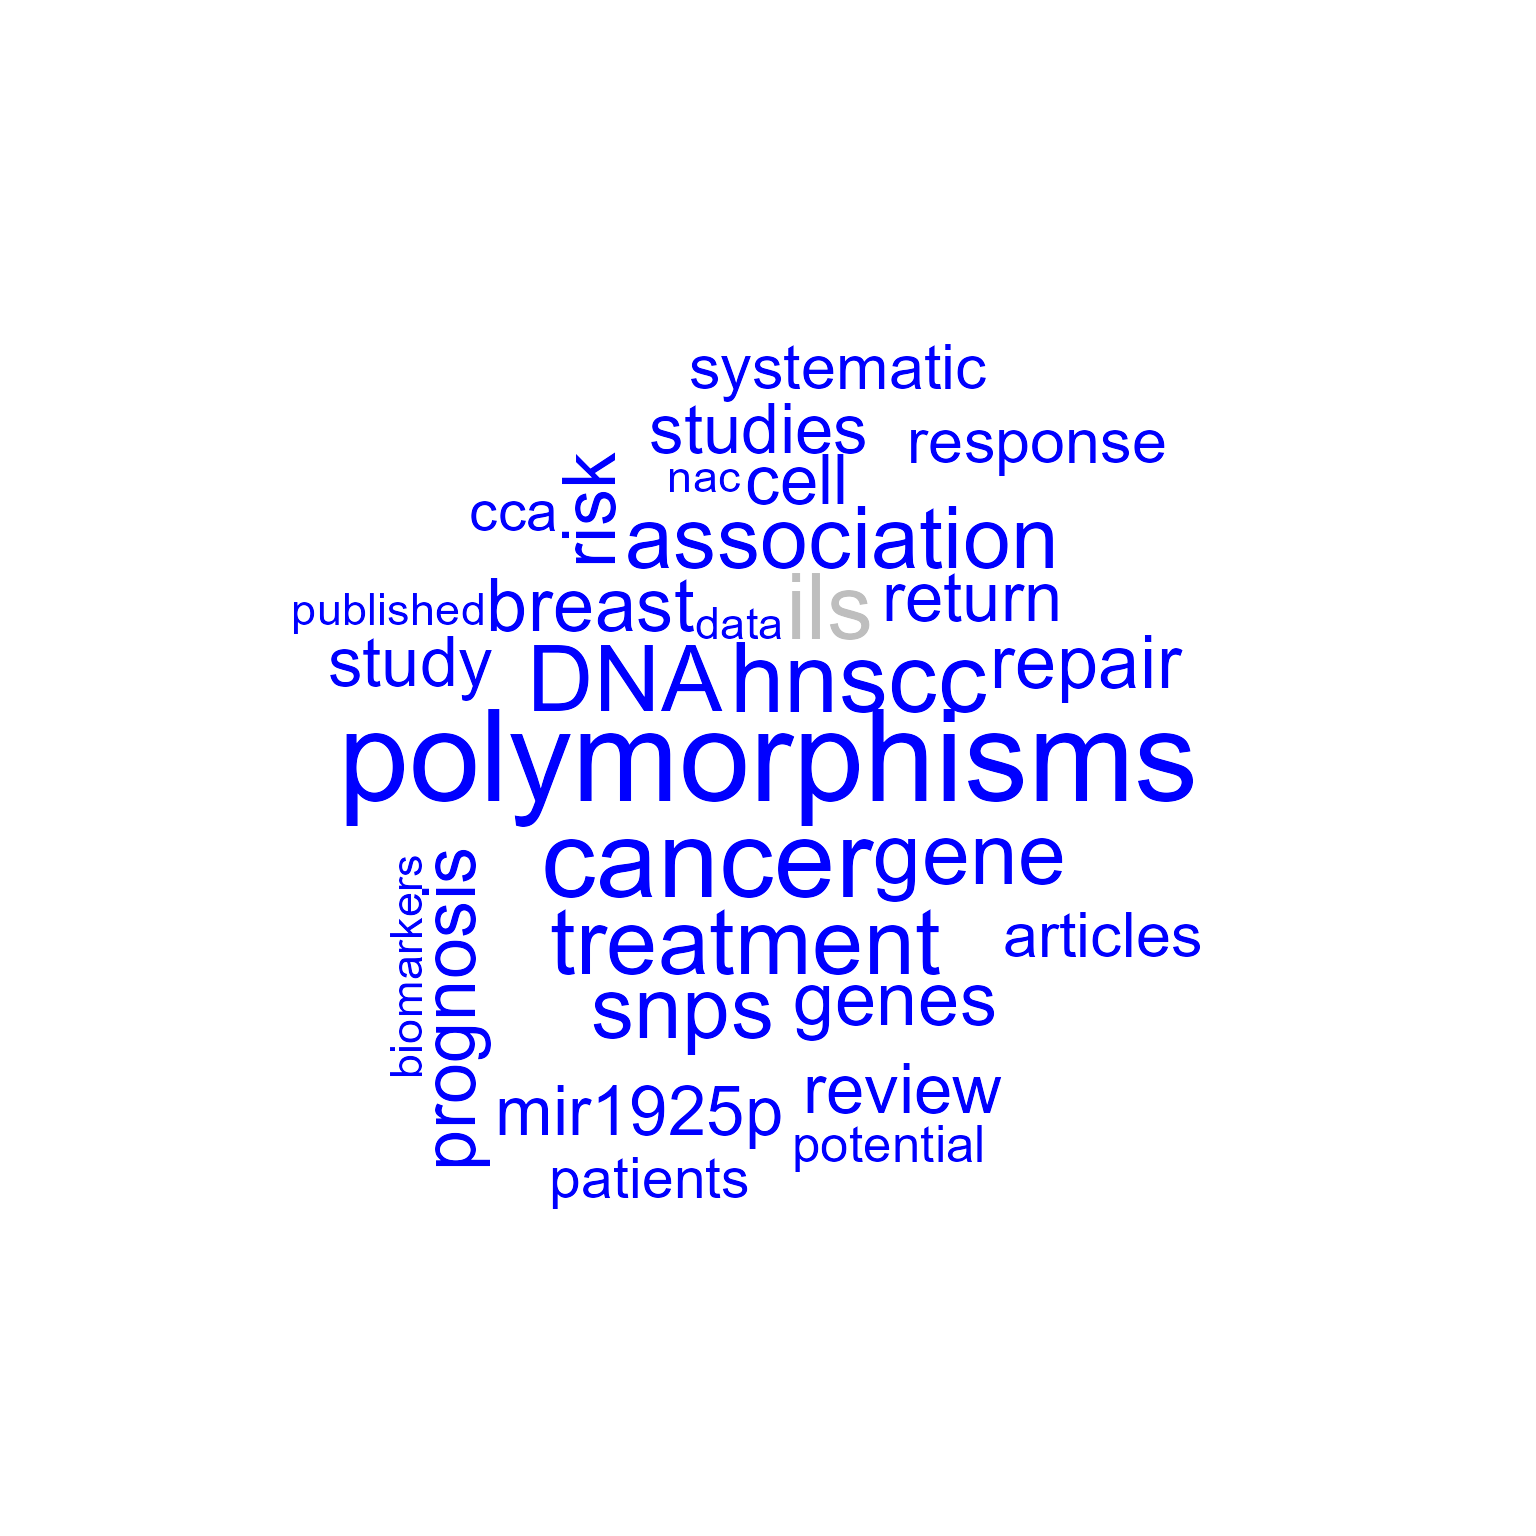 systematic
studies
response
risk
nac
cell
cca
association
published
breast
data
ils
return
study
DNA
hnscc
repair
polymorphisms
cancer
gene
biomarkers
prognosis
treatment
articles
snps
genes
mir1925p
review
potential
patients